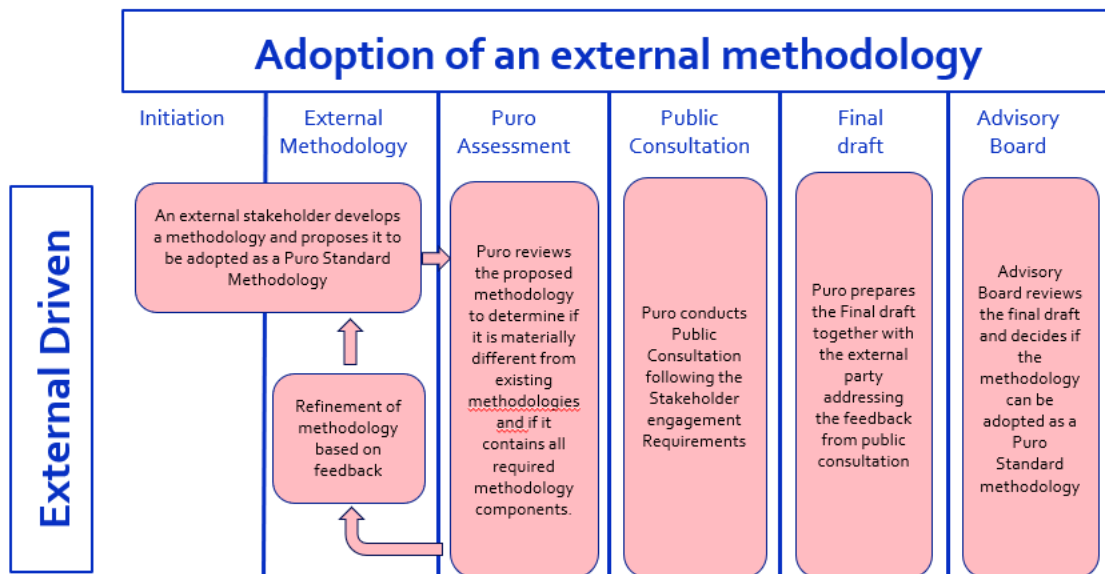 Adoption of an external methodology
Initiation
External
Methodology
Puro
Assessment
Public
Consultation
Final
draft
Advisory
Board
External Driven
An external stakeholder develops
a methodology and proposes it to
be adopted as a Puro Standard
Methodology
Refinement of
methodology
based on
feedback
Puro reviews
the proposed
methodology
to determine if
it is materially
different from
existing
methodologies
and if it
contains all
required
methodology
components.
Puro conducts
Public
Consultation
following the
Stakeholder
engagement
Requirements
Puro prepares
the Final draft
together with
the external
party
addressing
the feedback
from public
consultation
Advisory
Board reviews
the final draft
and decides if
the
methodology
can be
adopted as a
Puro
Standard
methodology